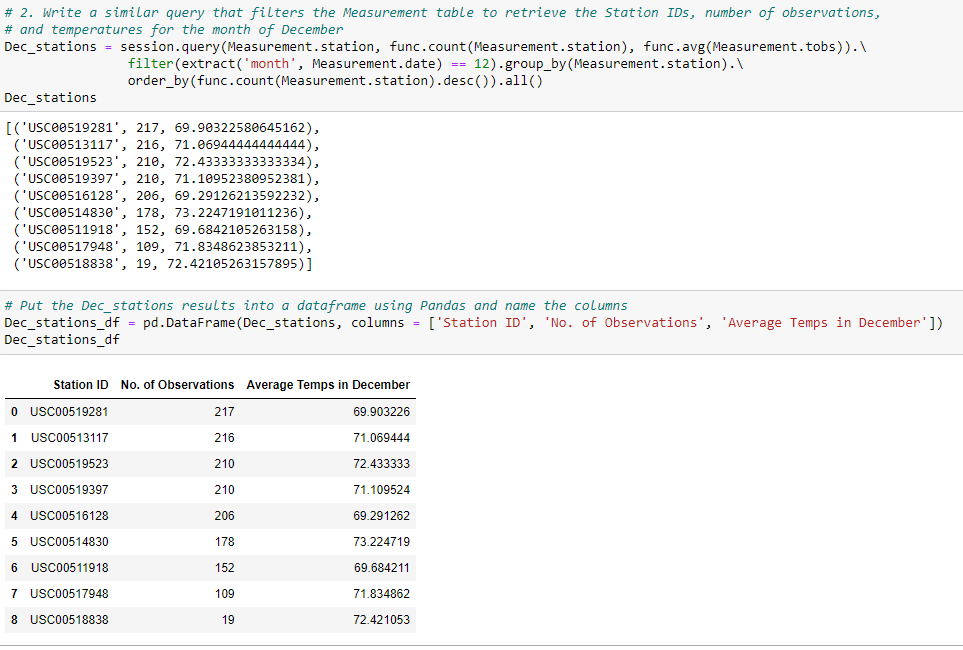 # 2. Write a similar query that filters the Measurement table to retrieve the Station IDs, number of observations,
# and temperatures for the month of December
Dec_stations = session.query(Measurement.station, func.count(Measurement.station), func.avg(Measurement.tobs)).\
filter(extract('month', Measurement.date) == 12).group_by(Measurement.station).\
order_by(func.count(Measurement.station).desc()).all()
Dec_stations
[('USC00519281', 217, 69.90322580645162),
('USC00513117', 216, 71.06944444444444),
('USC00519523', 210, 72.43333333333334),
('USC00519397', 210, 71.10952380952381),
('USC00516128', 206, 69.29126213592232),
('USC00514830', 178, 73.2247191011236),
('USC00511918', 152, 69.6842105263158),
('USC00517948', 109, 71.8348623853211),
('USC00518838', 19, 72.42105263157895)]
# Put the Dec_stations results into a dataframe using Pandas and name the columns
Dec_stations_df = pd.DataFrame(Dec_stations, columns = ['Station ID', 'No. of Observations', 'Average Temps in December'])
Dec_stations_df
Station ID No. of Observations Average Temps in December
0 USC00519281 217 69.903226
1 USC00513117 216 71.069444
2 USC00519523 210 72.433333
3 USC00519397 210 71.109524
4 USC00516128 206 69.291262
5 USC00514830 178 73.224719
6 USC00511918 152 69.684211
7 USC00517948 109 71.834862
8 USC00518838 19 72.421053